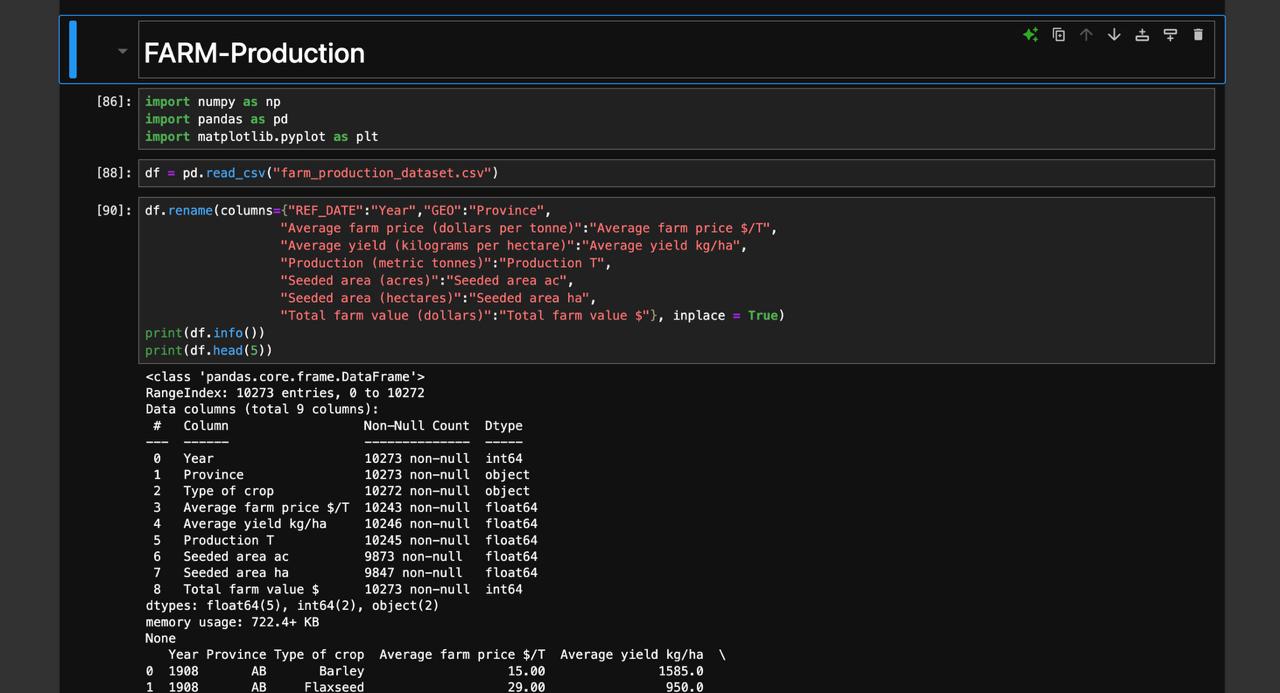 FARM-Production
[86]:
import numpy as np
import pandas as pd
import matplotlib.pyplot as plt
[88]:
df = pd.read_csv("farm_production_dataset.csv")
[90]:
df.rename(columns={"REF_DATE":"Year","GEO":"Province",
"Average farm price (dollars per tonne)":"Average farm price $/T",
"Average yield (kilograms per hectare)":"Average yield kg/ha",
"Production (metric tonnes)":"Production T",
"Seeded area (acres)":"Seeded area ac",
"Seeded area (hectares)":"Seeded area ha",
"Total farm value (dollars)":"Total farm value $"}, inplace = True)
print(df.info())
print(df.head(5))
<class 'pandas.core.frame.DataFrame'>
RangeIndex: 10273 entries, 0 to 10272
Data columns (total 9 columns):
 #   Column                  Non-Null Count  Dtype
---  ------                  --------------  -----
 0   Year                    10273 non-null  int64
 1   Province                10273 non-null  object
 2   Type of crop            10272 non-null  object
 3   Average farm price $/T  10243 non-null  float64
 4   Average yield kg/ha     10246 non-null  float64
 5   Production T            10245 non-null  float64
 6   Seeded area ac          9873 non-null   float64
 7   Seeded area ha          9847 non-null   float64
 8   Total farm value $      10273 non-null  int64
dtypes: float64(5), int64(2), object(2)
memory usage: 722.4+ KB
None
   Year Province Type of crop  Average farm price $/T  Average yield kg/ha  \
0  1908       AB       Barley                   15.00               1585.0
1  1908       AB     Flaxseed                   29.00                950.0